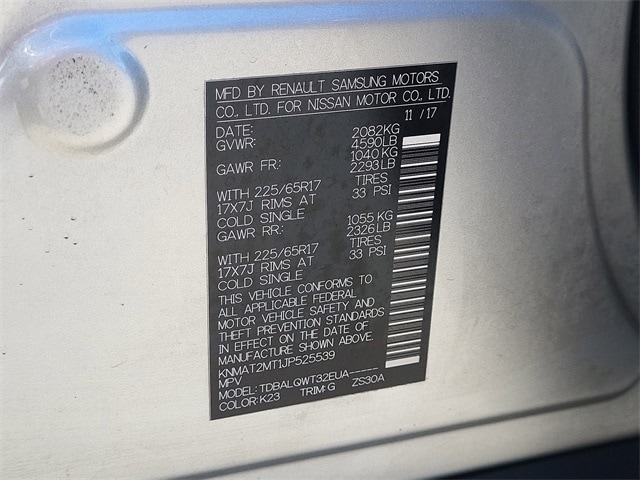 MFD BY RENAULT SAMSUNG MOTORS
CO., LTD. FOR NISSAN MOTOR CO., LTD.
DATE: 11 / 17
GVWR: 2082KG
4590LB
GAWR FR.: 1040 KG
2293LB
WITH 225/65R17 TIRES
17X7J RIMS AT 33 PSI
COLD SINGLE
GAWR RR.: 1055 KG
2326LB
WITH 225/65R17 TIRES
17X7J RIMS AT 33 PSI
COLD SINGLE
THIS VEHICLE CONFORMS TO
ALL APPLICABLE FEDERAL
MOTOR VEHICLE SAFETY AND
THEFT PREVENTION STANDARDS
IN EFFECT ON THE DATE OF
MANUFACTURE SHOWN ABOVE.
KNMAT2MT1JP525539
MPV
MODEL: TDBALQWT32EUA-----
COLOR: K23 TRIM: G ZS30A